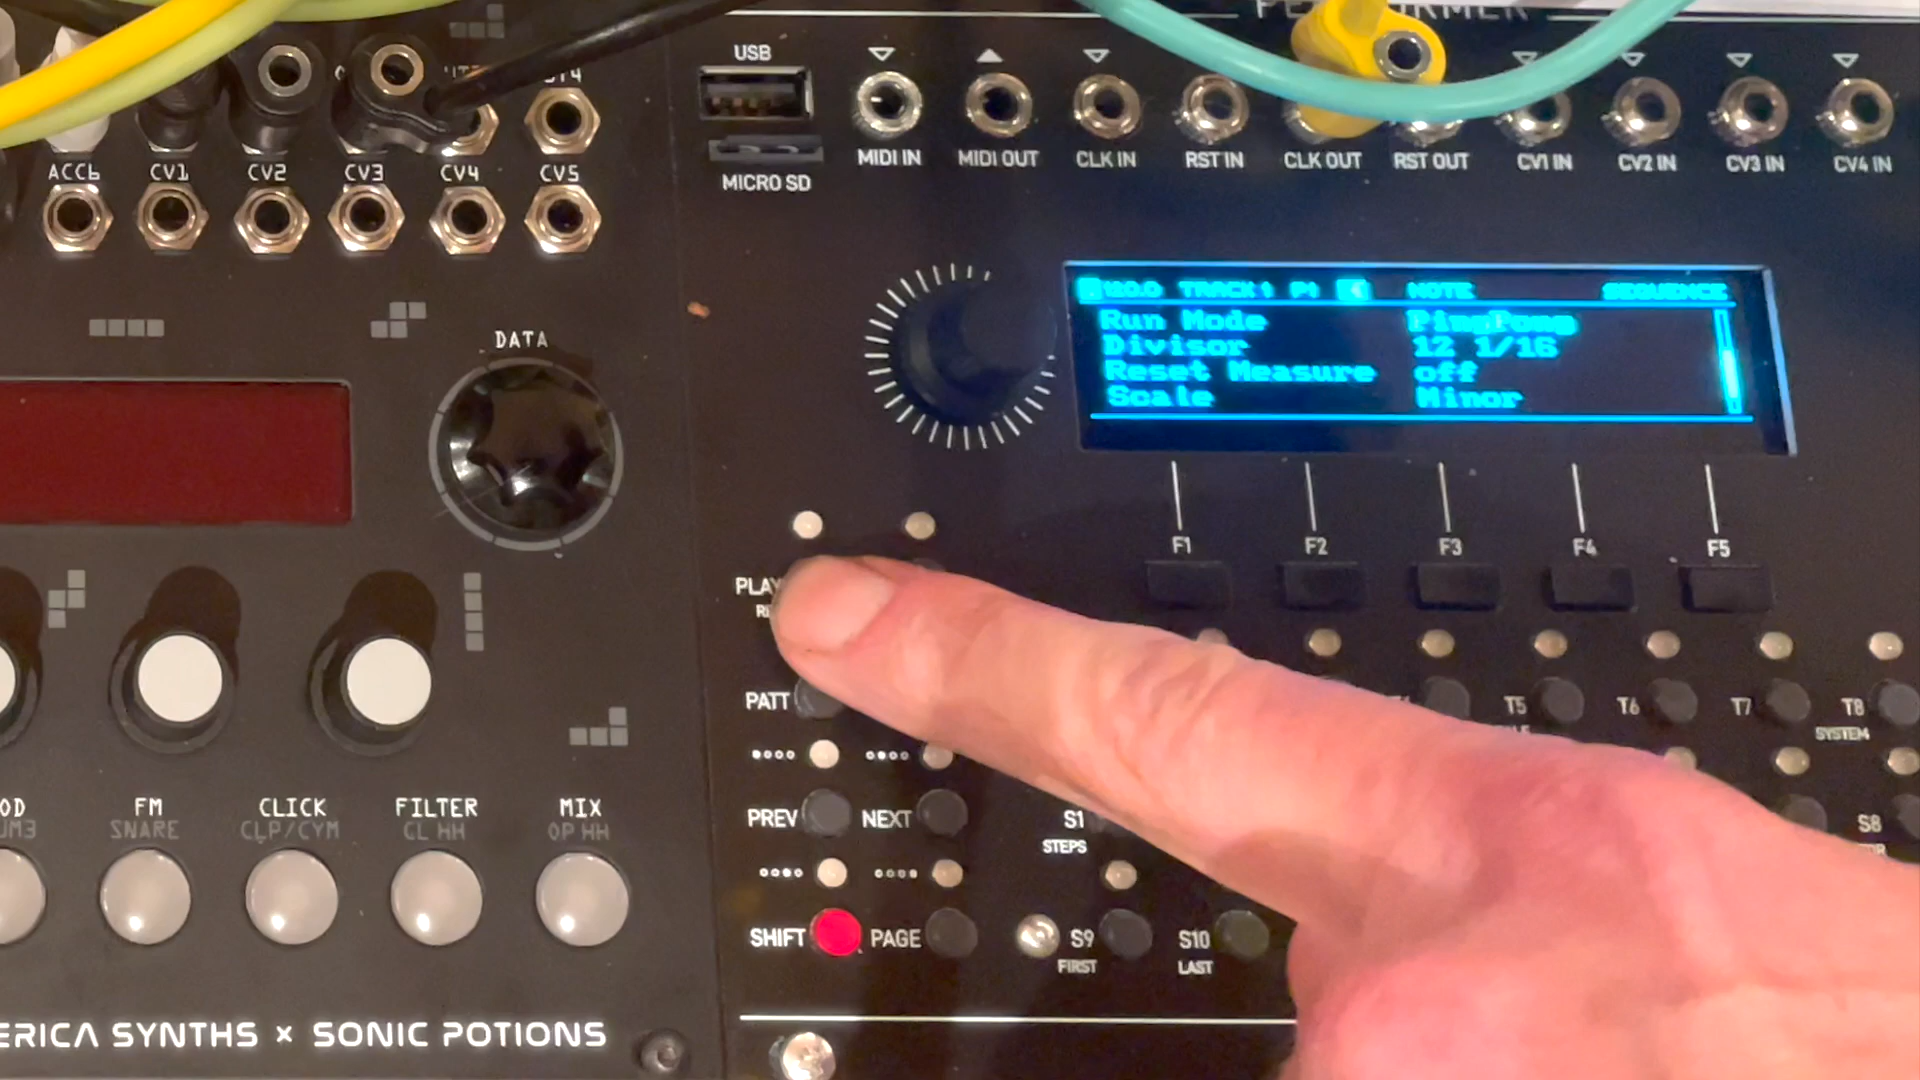 PERFORMER
USB
MIDI IN
MIDI OUT
CLK IN
RST IN
CLK OUT
RST OUT
CV1 IN
CV2 IN
CV3 IN
CV4 IN
MICRO SD
ACC6
CV1
CV2
CV3
CV4
CV5
DATA
TRACK1 P1 NOTE SEQUENCE
Run Mode PingPong
Divisor 12 1/16
Reset Measure off
Scale Minor
F1
F2
F3
F4
F5
PLAY
PATT
T5
T6
T7
T8
SYSTEM
PREV
NEXT
S1
STEPS
S8
SHIFT
PAGE
S9
FIRST
S10
LAST
FM
SNARE
CLICK
CLP/CYM
FILTER
CL HH
MIX
OP HH
ERICA SYNTHS × SONIC POTIONS